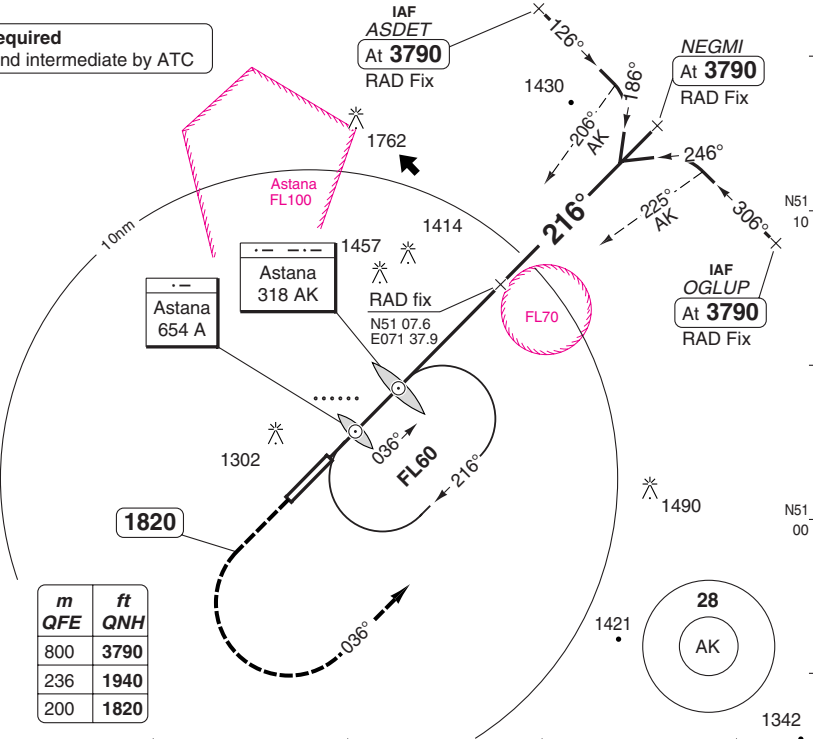 equired
nd intermediate by ATC
IAF
ASDET
At 3790
RAD Fix
126°
1430
186°
206°
AK
NEGMI
At 3790
RAD Fix
246°
225°
AK
306°
N51
10
IAF
OGLUP
At 3790
RAD Fix
1762
Astana
FL100
10nm
1414
1457
216°
Astana
318 AK
Astana
654 A
RAD fix
N51 07.6
E071 37.9
FL70
036°
FL60
216°
1302
1490
N51
00
1820
036°
m ft
QFE QNH
800 3790
236 1940
200 1820
1421
28
AK
1342